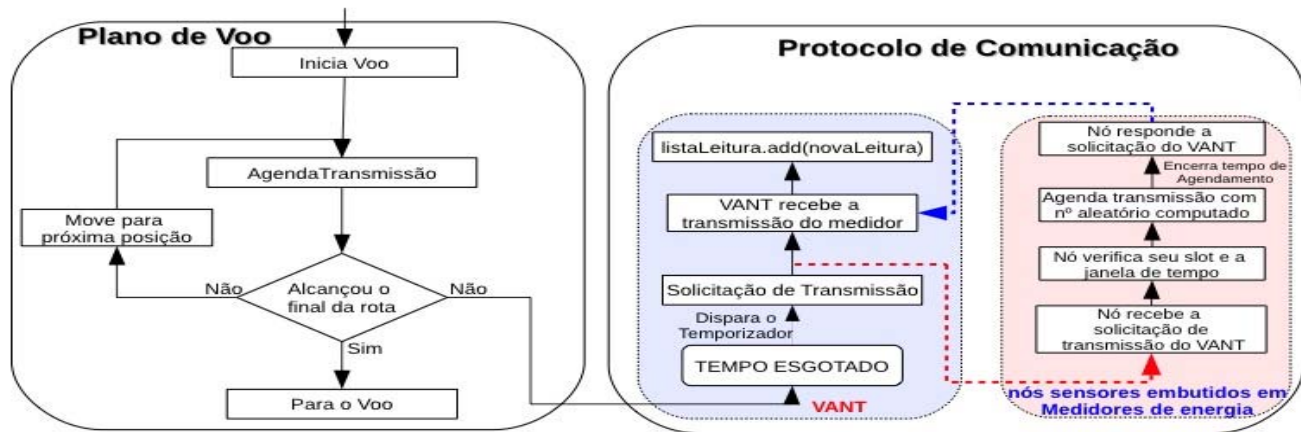 Plano de Voo
Inicia Voo
AgendaTransmissão
Move para
próxima posição
Não
Alcançou o
final da rota
Não
Sim
Para o Voo
Protocolo de Comunicação
listaLeitura.add(novaLeitura)
VANT recebe a
transmissão do medidor
Solicitação de Transmissão
Dispara o
Temporizador
TEMPO ESGOTADO
VANT
Nó responde a
solicitação do VANT
Encerra tempo de
Agendamento
Agenda transmissão com
nº aleatório computado
Nó verifica seu slot e a
janela de tempo
Nó recebe a
solicitação de
transmissão do VANT
nós sensores embutidos em
Medidores de energia